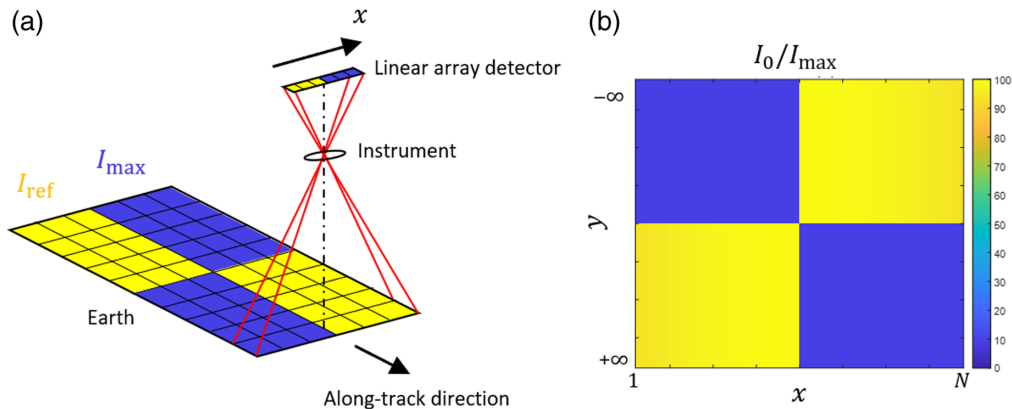 (a)
x
Linear array detector
Instrument
I_max
I_ref
Earth
Along-track direction
(b)
I_0/I_max
−∞
y
+∞
1
x
N
100
90
80
70
60
50
40
30
20
10
0